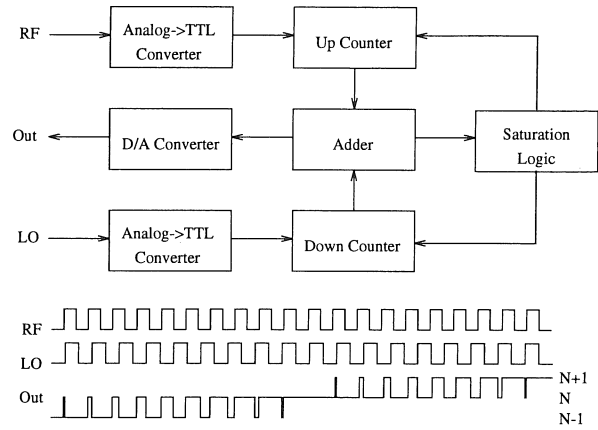 RF
Analog->TTL
Converter
Up Counter
Out
D/A Converter
Adder
Saturation
Logic
LO
Analog->TTL
Converter
Down Counter
RF
LO
Out
N+1
N
N-1